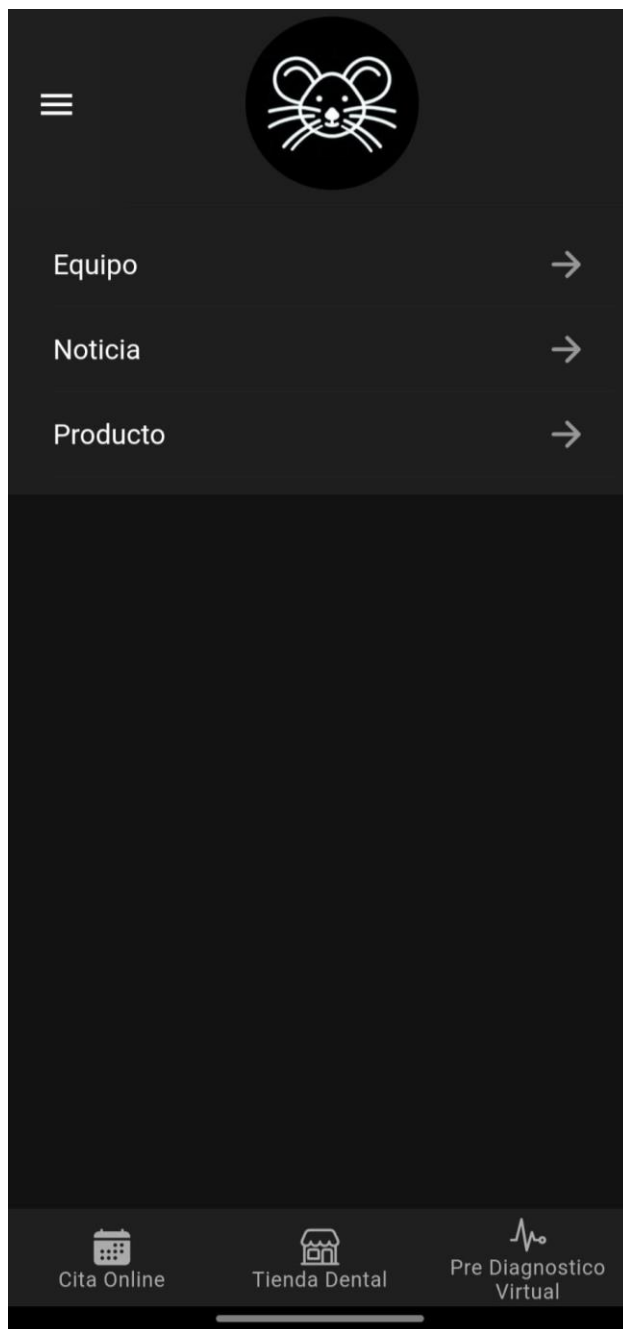 Equipo
Noticia
Producto
Cita Online
Tienda Dental
Pre Diagnostico
Virtual